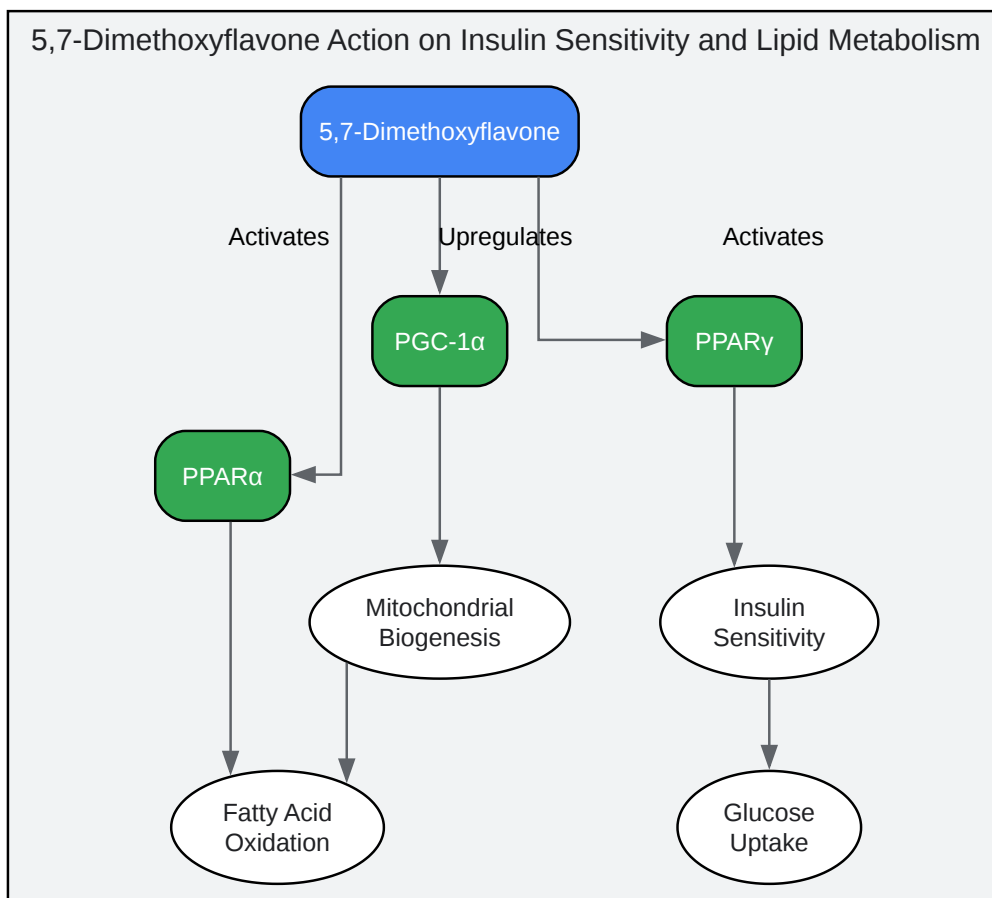 5,7-Dimethoxyflavone Action on Insulin Sensitivity and Lipid Metabolism
5,7-Dimethoxyflavone
Activates
Upregulates
Activates
PGC-1α
PPARγ
PPARα
Mitochondrial
Biogenesis
Insulin
Sensitivity
Fatty Acid
Oxidation
Glucose
Uptake